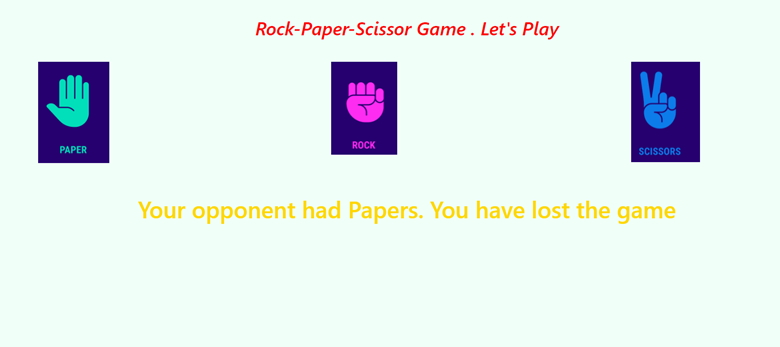 Rock-Paper-Scissor Game . Let's Play
PAPER
ROCK
SCISSORS
Your opponent had Papers. You have lost the game